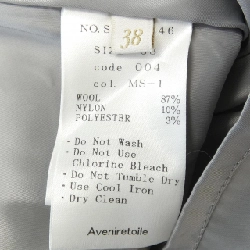 NO. S 46
38
SIZ
code 004
col. MS-1
WOOL 87%
NYLON 10%
POLYESTER 3%
- Do Not Wash
- Do Not Use
Chlorine Bleach
- Do Not Tumble Dry
- Use Cool Iron
- Dry Clean
Aveniretoile